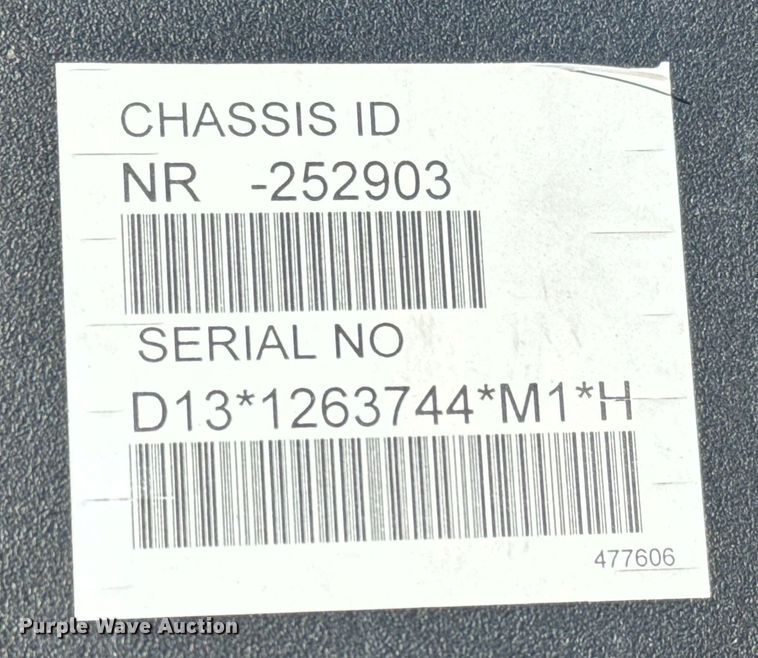 CHASSIS ID
NR -252903
SERIAL NO
D13*1263744*M1*H
477606
Purple Wave Auction